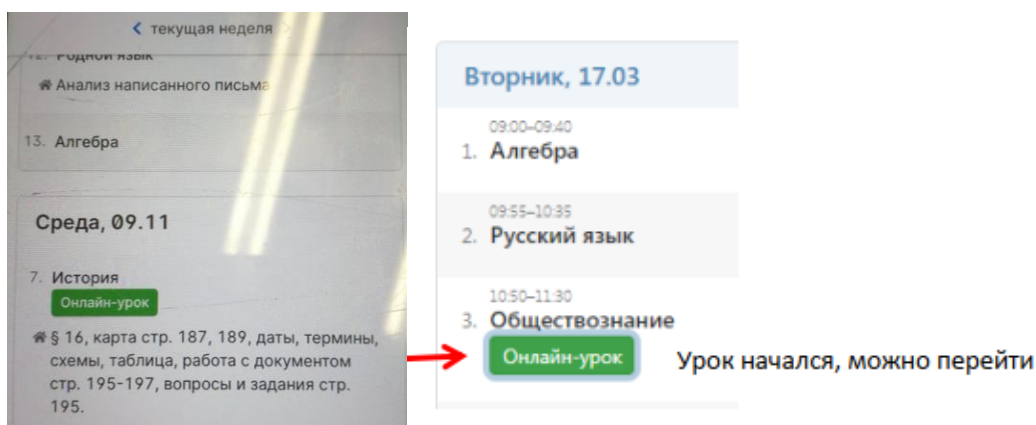 текущая неделя
12. Родной язык
Анализ написанного письма
13. Алгебра
Среда, 09.11
7. История
Онлайн-урок
§ 16, карта стр. 187, 189, даты, термины,
схемы, таблица, работа с документом
стр. 195-197, вопросы и задания стр.
195.
Вторник, 17.03
09:00–09:40
1. Алгебра
09:55–10:35
2. Русский язык
10:50–11:30
3. Обществознание
Онлайн-урок
Урок начался, можно перейти